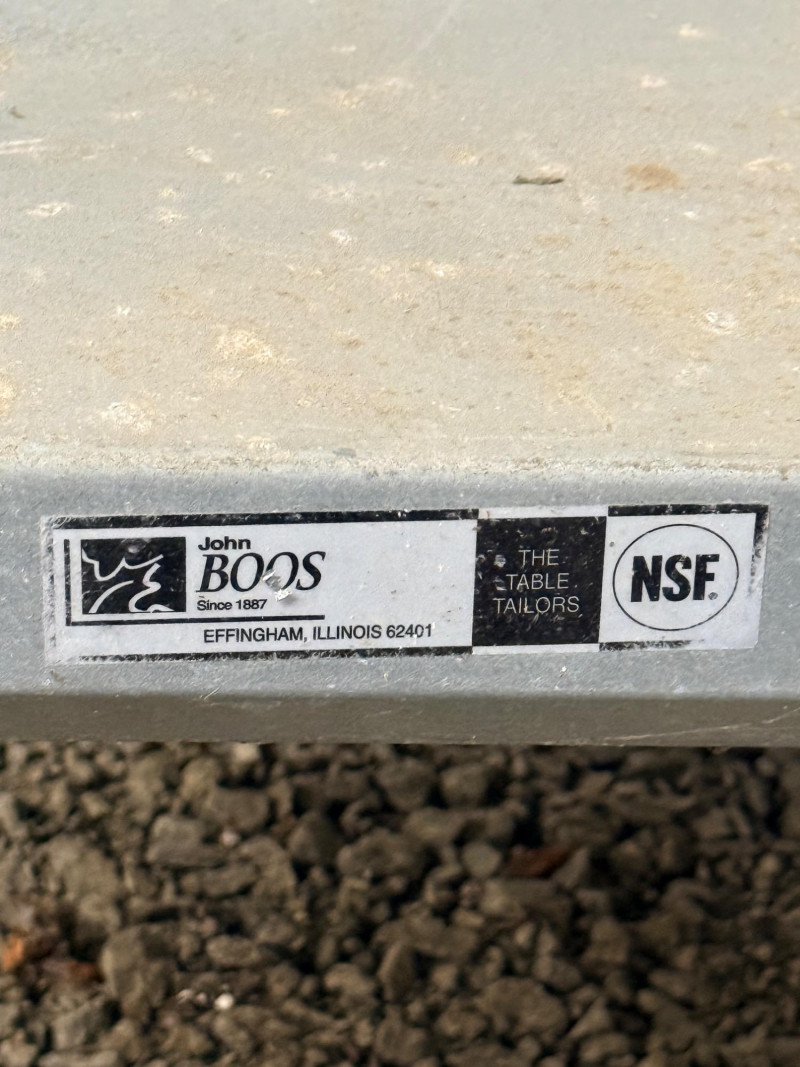 John
BOOS
Since 1887
EFFINGHAM, ILLINOIS 62401
THE
TABLE
TAILORS
NSF®